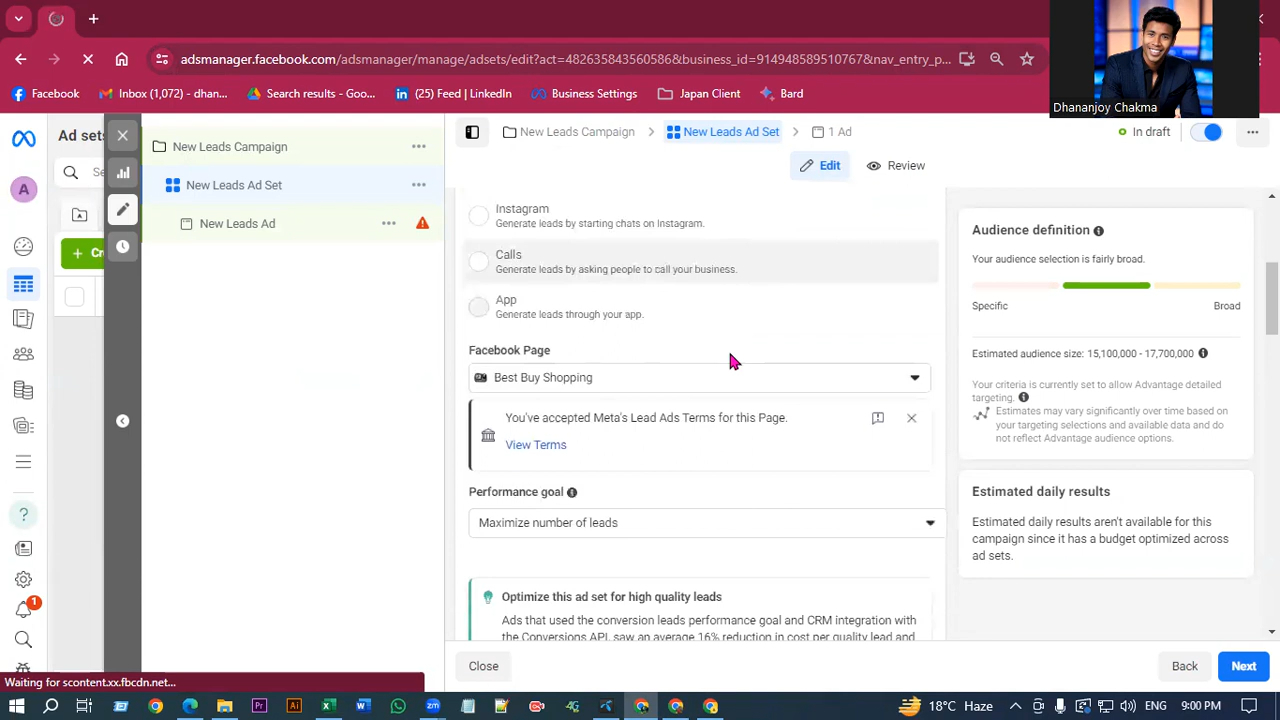 adsmanager.facebook.com/adsmanager/manage/adsets/edit?act=482635843560586&business_id=914948589510767&nav_entry_p...
Facebook
Inbox (1,072) – dhan...
Search results - Goo...
(25) Feed | LinkedIn
Business Settings
Japan Client
Bard
Dhananjoy Chakma
Ad sets
A
Se
Cr
New Leads Campaign
New Leads Ad Set
New Leads Ad
New Leads Campaign
New Leads Ad Set
1 Ad
In draft
Edit
Review
Instagram
Generate leads by starting chats on Instagram.
Calls
Generate leads by asking people to call your business.
App
Generate leads through your app.
Facebook Page
Best Buy Shopping
You've accepted Meta's Lead Ads Terms for this Page.
View Terms
Performance goal
Maximize number of leads
Optimize this ad set for high quality leads
Ads that used the conversion leads performance goal and CRM integration with
the Conversions API, saw an average 16% reduction in cost per quality lead and
Audience definition
Your audience selection is fairly broad.
Specific
Broad
Estimated audience size: 15,100,000 - 17,700,000
Your criteria is currently set to allow Advantage detailed
targeting.
Estimates may vary significantly over time based on
your targeting selections and available data and do
not reflect Advantage audience options.
Estimated daily results
Estimated daily results aren't available for this
campaign since it has a budget optimized across
ad sets.
1
Close
Back
Next
Waiting for scontent.xx.fbcdn.net...
18°C Haze
ENG
9:00 PM